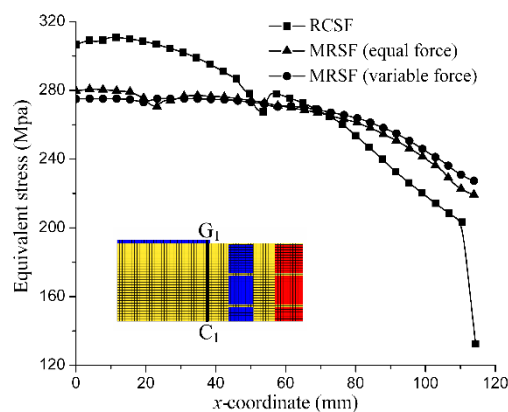 320
280
240
200
160
120
Equivalent stress (Mpa)
RCSF
MRSF (equal force)
MRSF (variable force)
G1
C1
0 20 40 60 80 100 120
x-coordinate (mm)